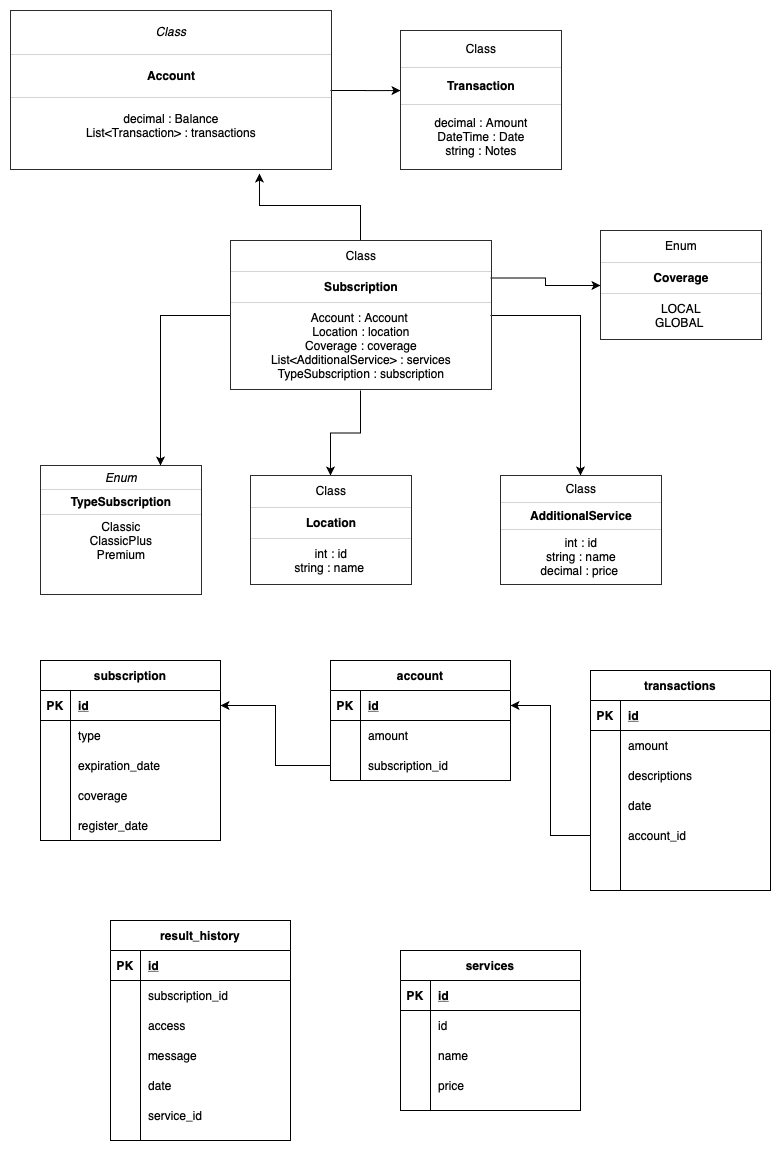 Class
Account
decimal : Balance
List<Transaction> : transactions
Class
Transaction
decimal : Amount
DateTime : Date
string : Notes
Class
Subscription
Account : Account
Location : location
Coverage : coverage
List<AdditionalService> : services
TypeSubscription : subscription
Enum
Coverage
LOCAL
GLOBAL
Enum
TypeSubscription
Classic
ClassicPlus
Premium
Class
Location
int : id
string : name
Class
AdditionalService
int : id
string : name
decimal : price
subscription
PK id
type
expiration_date
coverage
register_date
account
PK id
amount
subscription_id
transactions
PK id
amount
descriptions
date
account_id
result_history
PK id
subscription_id
access
message
date
service_id
services
PK id
id
name
price